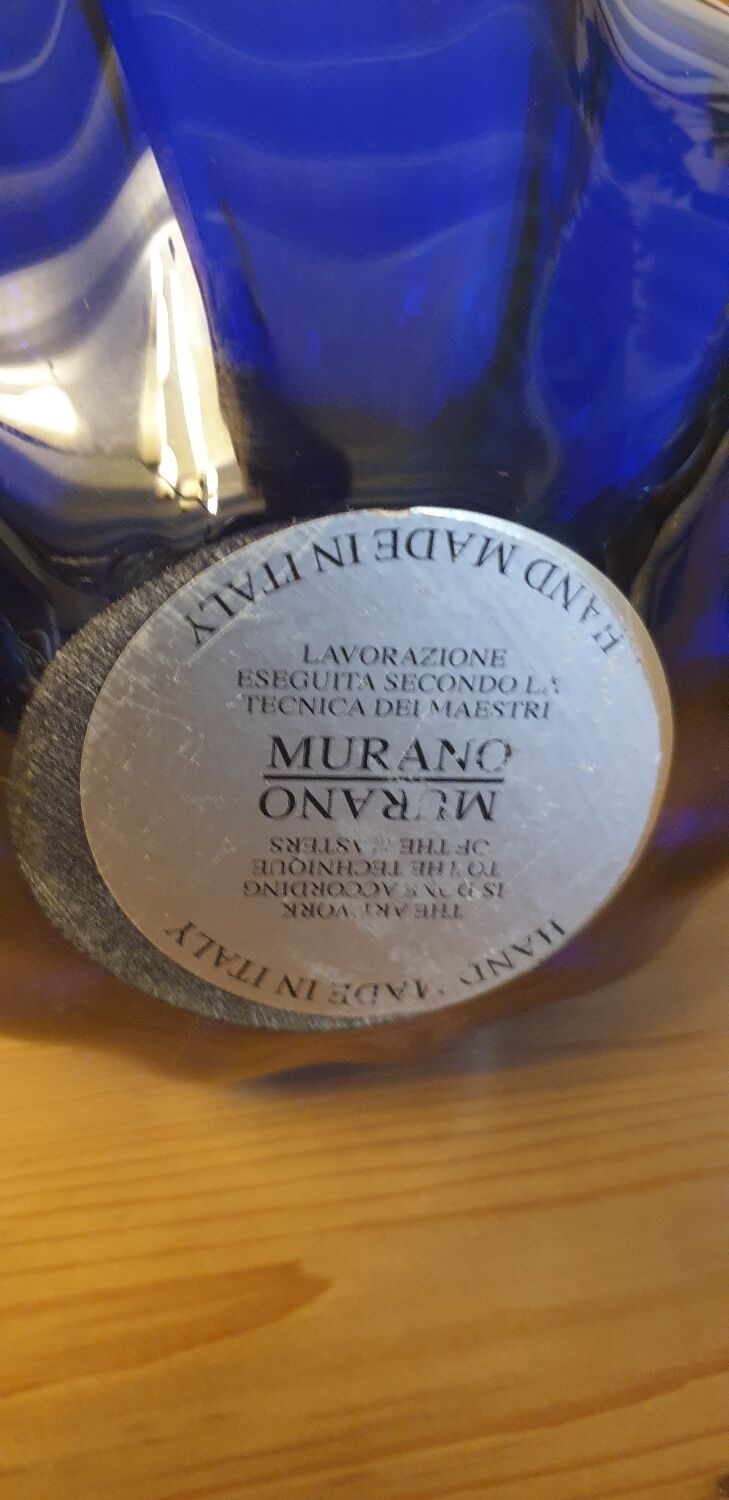 HAND MADE IN ITALY
LAVORAZIONE
ESEGUITA SECONDO LA
TECNICA DEI MAESTRI
MURANO
MURANO
THE ART WORK
IS DONE ACCORDING
TO THE TECHNIQUE
OF THE MASTERS
HAND MADE IN ITALY